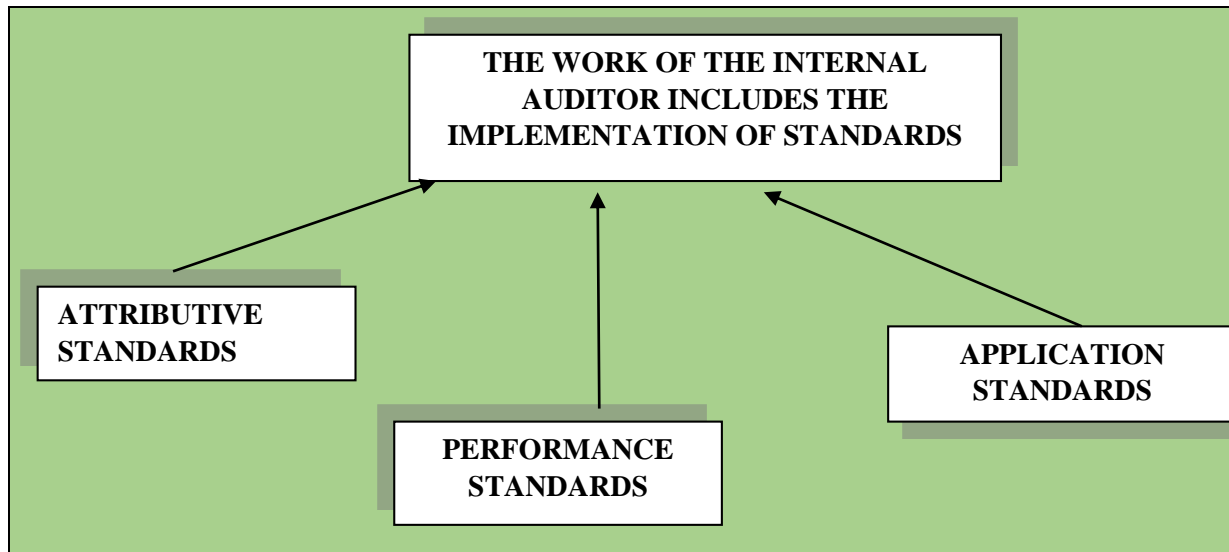 THE WORK OF THE INTERNAL
AUDITOR INCLUDES THE
IMPLEMENTATION OF STANDARDS
ATTRIBUTIVE
STANDARDS
APPLICATION
STANDARDS
PERFORMANCE
STANDARDS